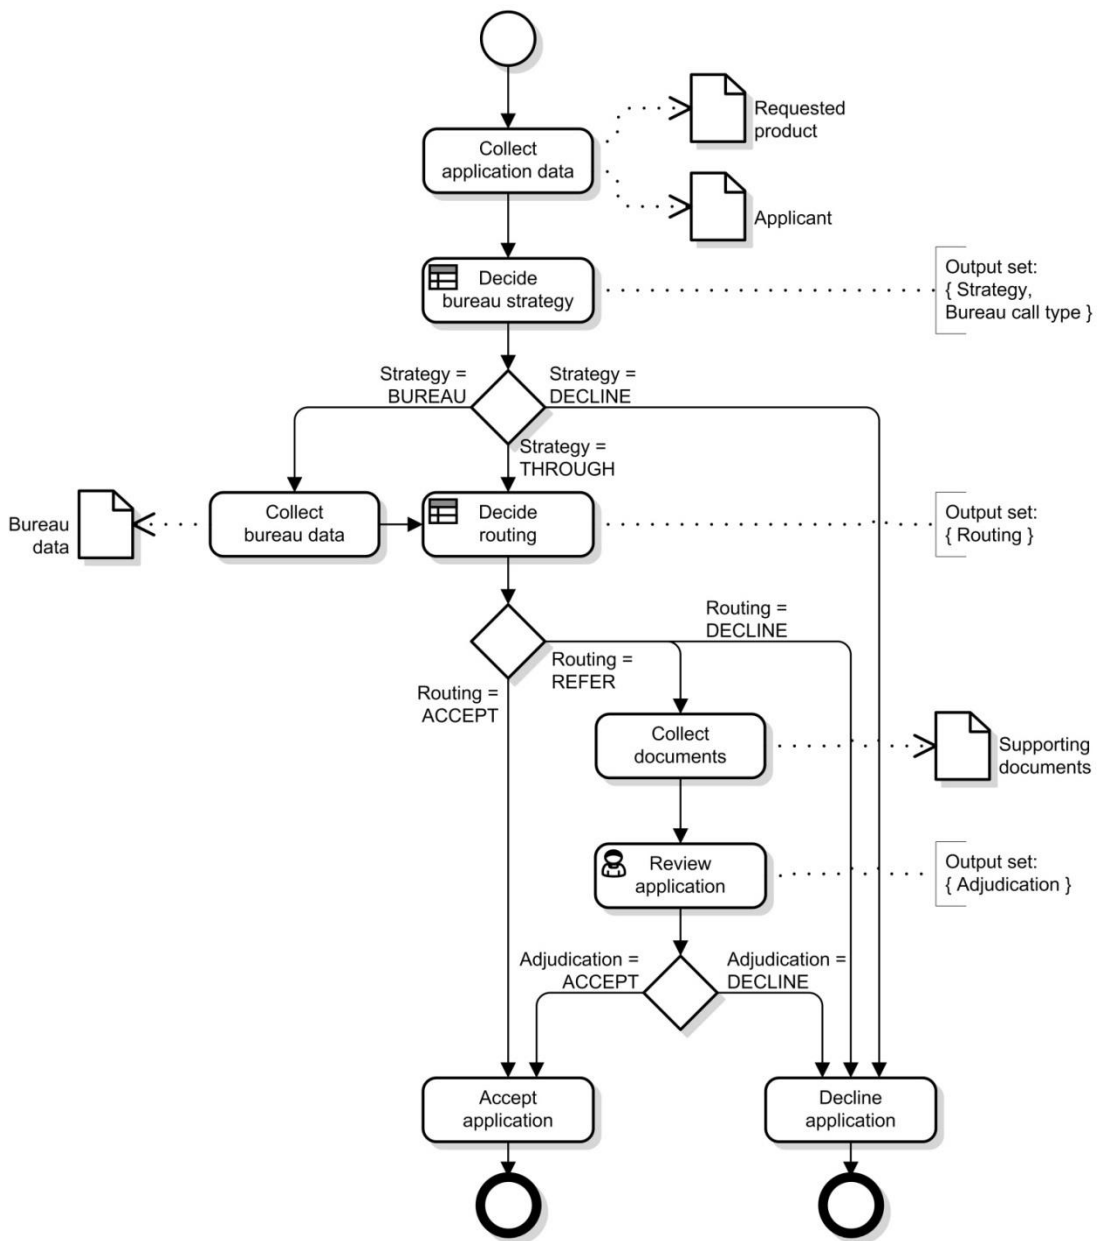 Requested
product
Collect
application data
Applicant
Decide
bureau strategy
Output set:
{ Strategy,
Bureau call type }
Strategy =
BUREAU
Strategy =
DECLINE
Strategy =
THROUGH
Bureau
data
Collect
bureau data
Decide
routing
Output set:
{ Routing }
Routing =
DECLINE
Routing =
REFER
Routing =
ACCEPT
Collect
documents
Supporting
documents
Review
application
Output set:
{ Adjudication }
Adjudication =
ACCEPT
Adjudication =
DECLINE
Accept
application
Decline
application